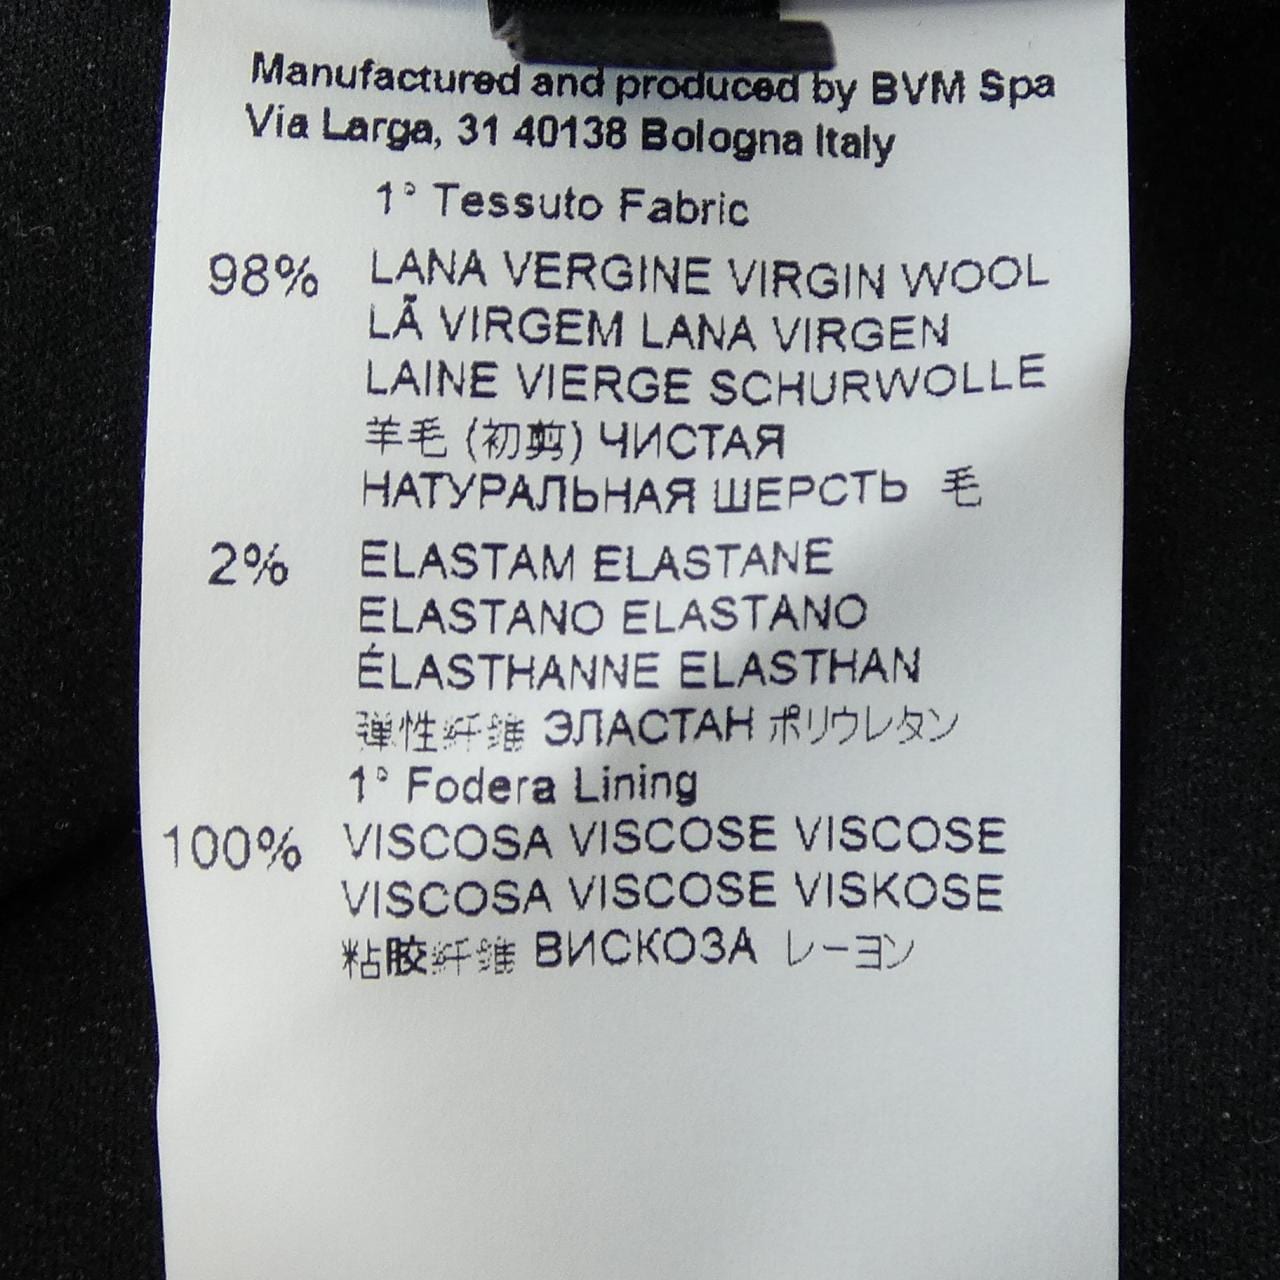 Manufactured and produced by BVM Spa
Via Larga, 31 40138 Bologna Italy
1° Tessuto Fabric
98% LANA VERGINE VIRGIN WOOL
LÃ VIRGEM LANA VIRGEN
LAINE VIERGE SCHURWOLLE
羊毛 (初剪) ЧИСТАЯ
НАТУРАЛЬНАЯ ШЕРСТЬ 毛
2% ELASTAM ELASTANE
ELASTANO ELASTANO
ÉLASTHANNE ELASTHAN
弹性纤维 ЭЛАСТАН ポリウレタン
1° Fodera Lining
100% VISCOSA VISCOSE VISCOSE
VISCOSA VISCOSE VISKOSE
粘胶纤维 ВИСКОЗА レーヨン